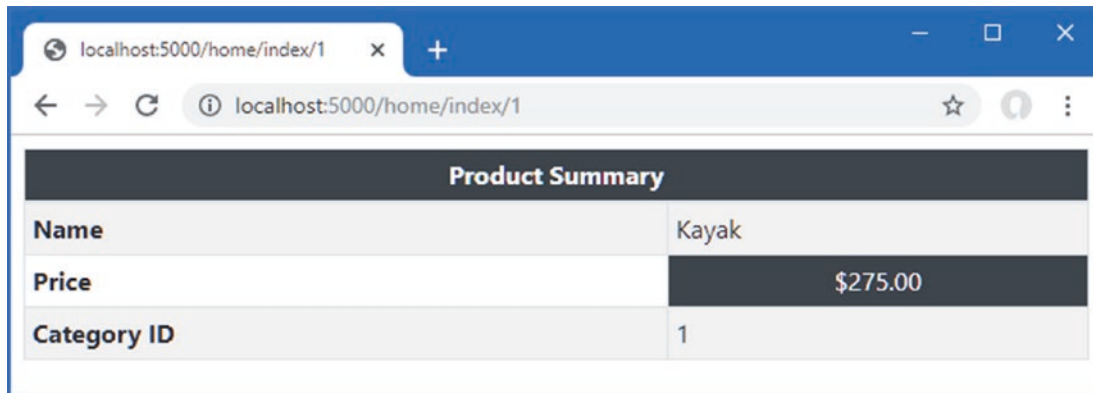 localhost:5000/home/index/1
localhost:5000/home/index/1
Product Summary
Name Kayak
Price $275.00
Category ID 1